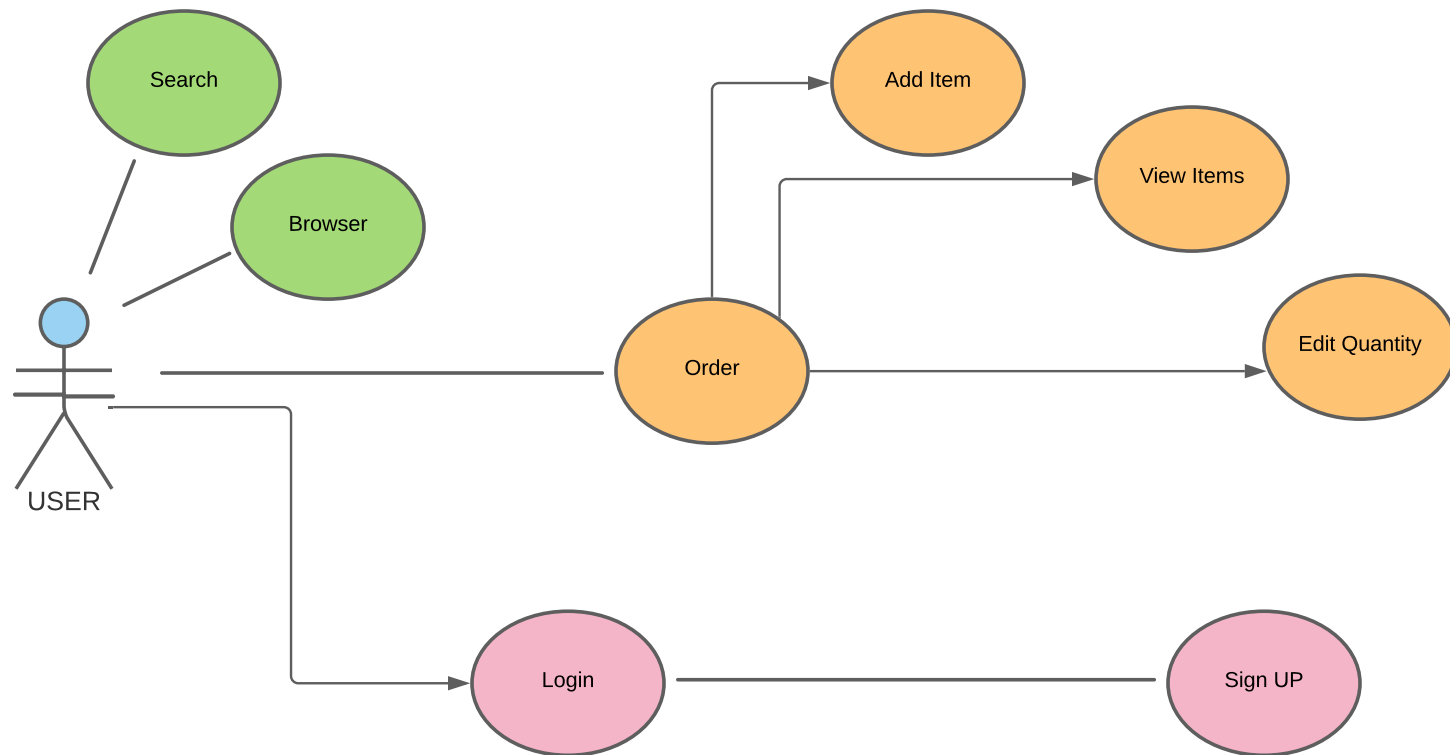 Search
Add Item
View Items
Browser
Edit Quantity
Order
USER
Login
Sign UP